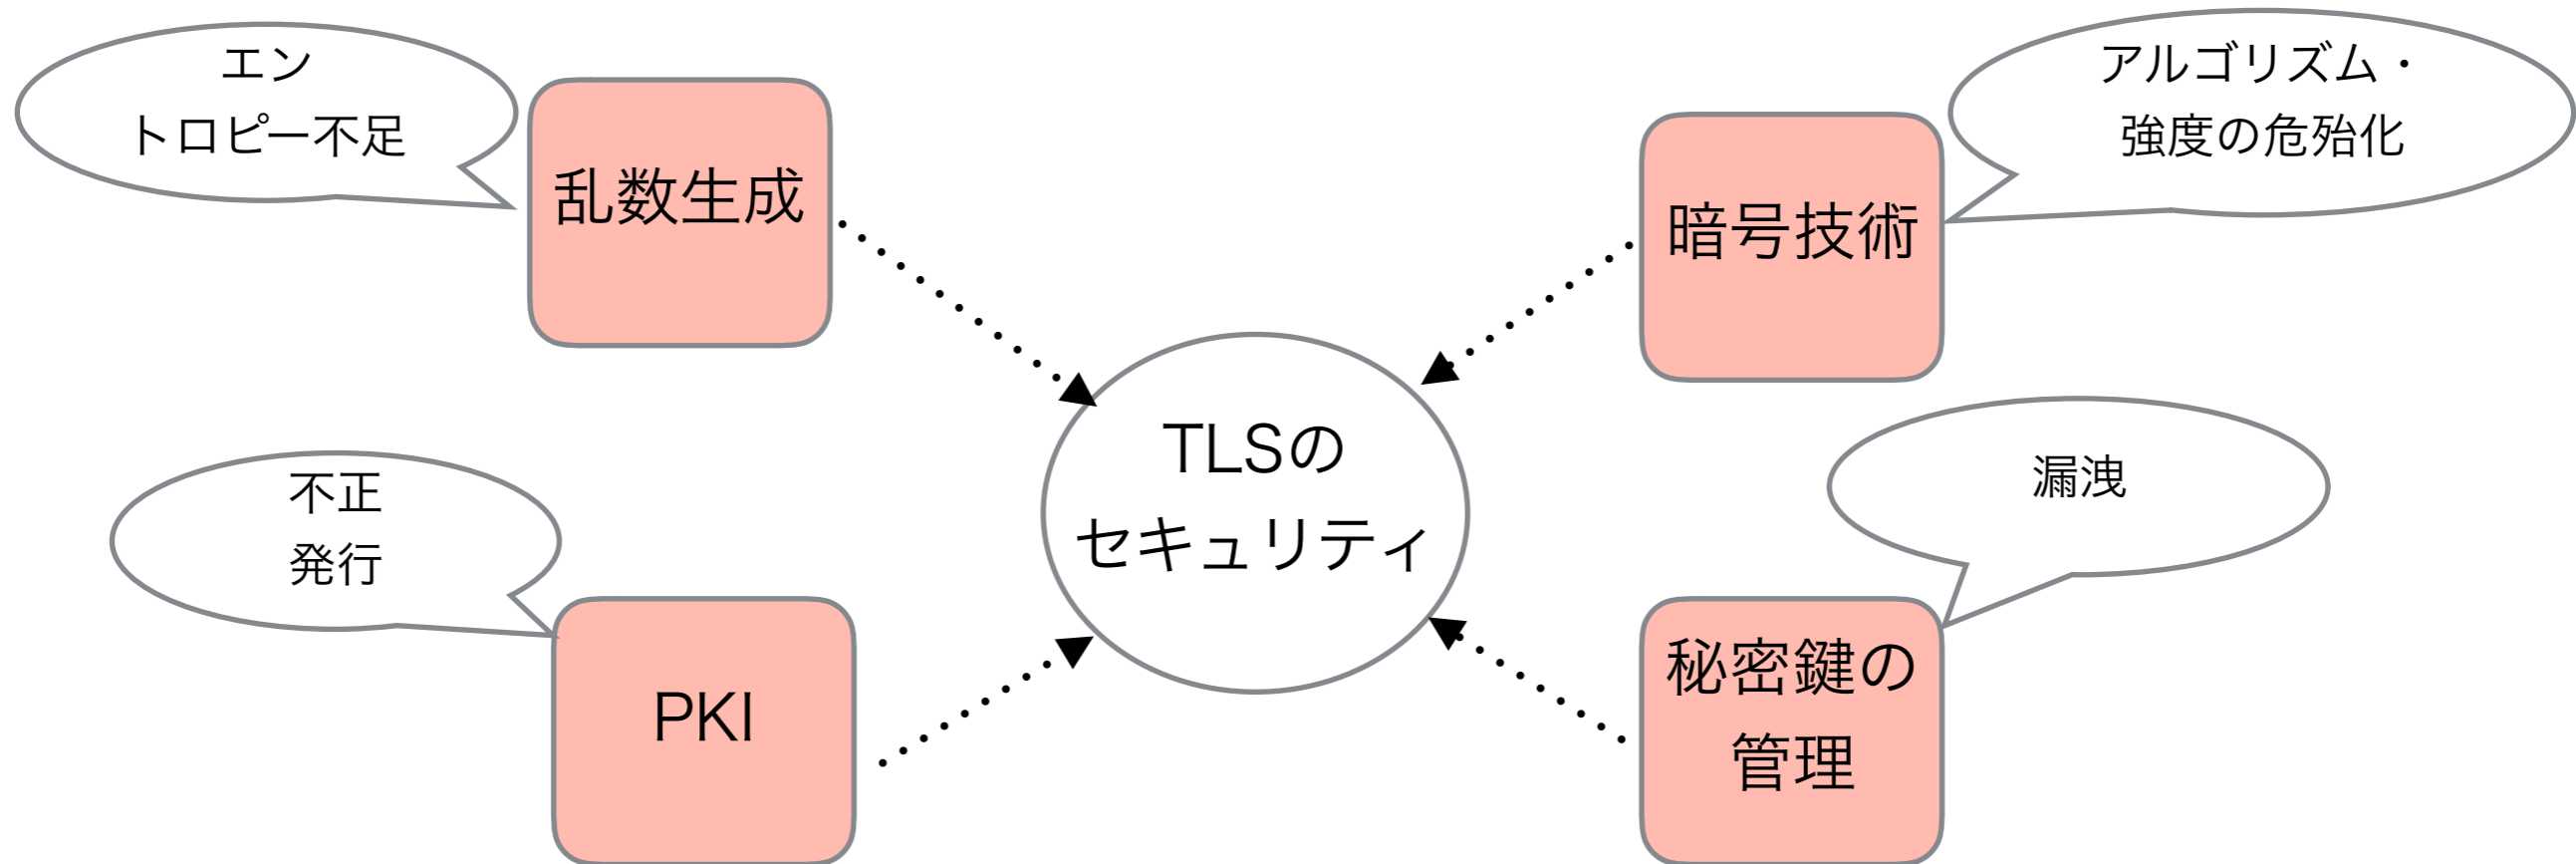 エン
トロピー不足
乱数生成
アルゴリズム・
強度の危殆化
暗号技術
TLSの
セキュリティ
不正
発行
PKI
漏洩
秘密鍵の
管理